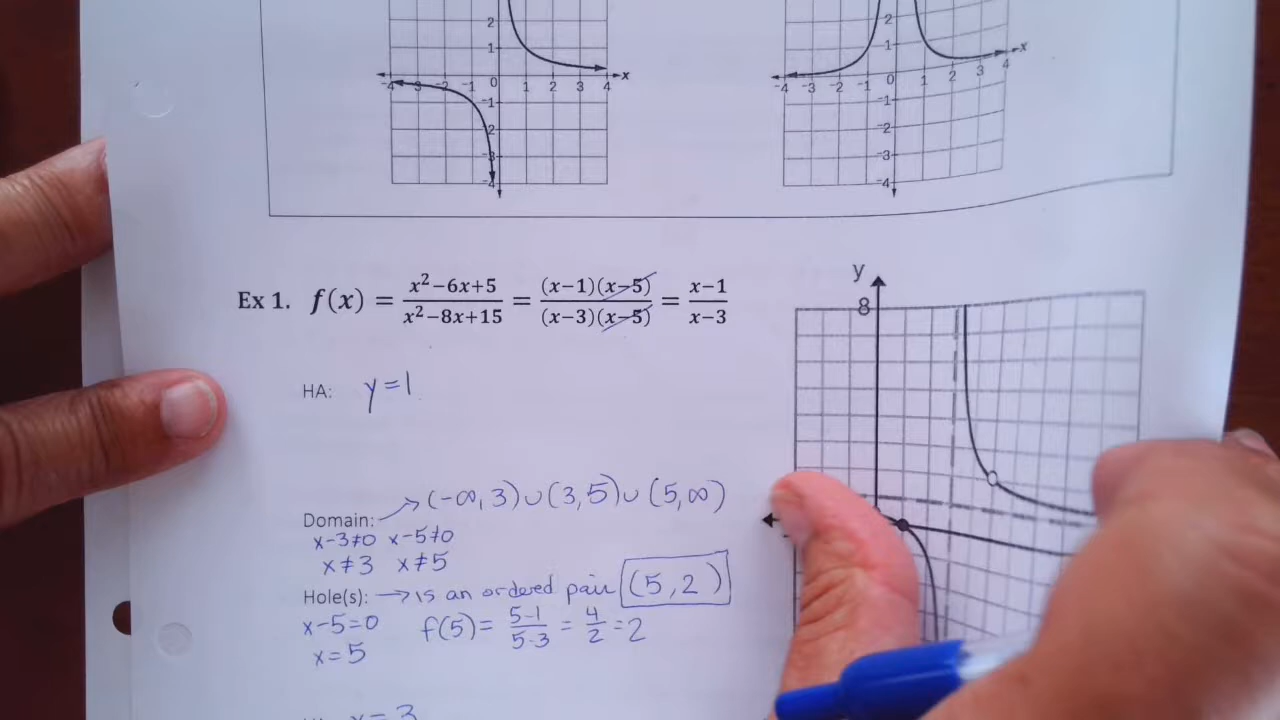 2
1
-4 -3 -2 -1 0 1 2 3 4 x
-1
-2
-3
-4
2
1
-4 -3 -2 -1 0 1 2 3 4 x
-1
-2
-3
-4
Ex 1. f(x) = x²−6x+5 / x²−8x+15 = (x−1)(x−5) / (x−3)(x−5) = x−1 / x−3
y
8
HA: y=1
Domain: → (-∞,3)∪(3,5)∪(5,∞)
x-3≠0 x-5≠0
x≠3 x≠5
Hole(s): → is an ordered pair (5,2)
x-5=0 f(5)= 5-1 / 5-3 = 4 / 2 = 2
x=5
x=3